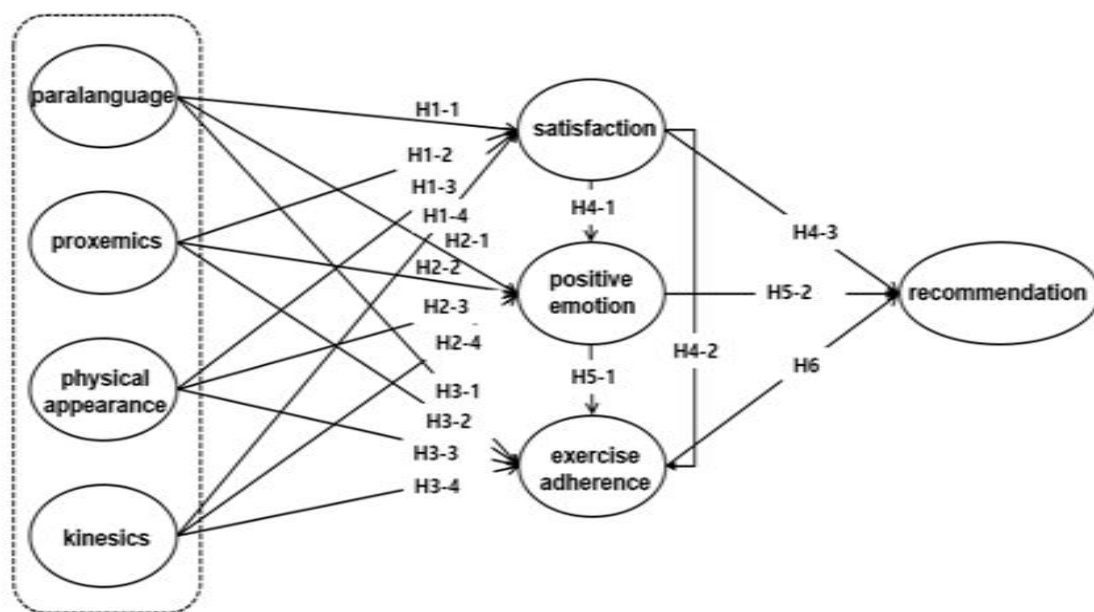 paralanguage
proxemics
physical
appearance
kinesics
H1-1
H1-2
H1-3
H1-4
H2-1
H2-2
H2-3
H2-4
H3-1
H3-2
H3-3
H3-4
satisfaction
H4-1
positive
emotion
H5-1
exercise
adherence
H4-3
H5-2
H4-2
H6
recommendation